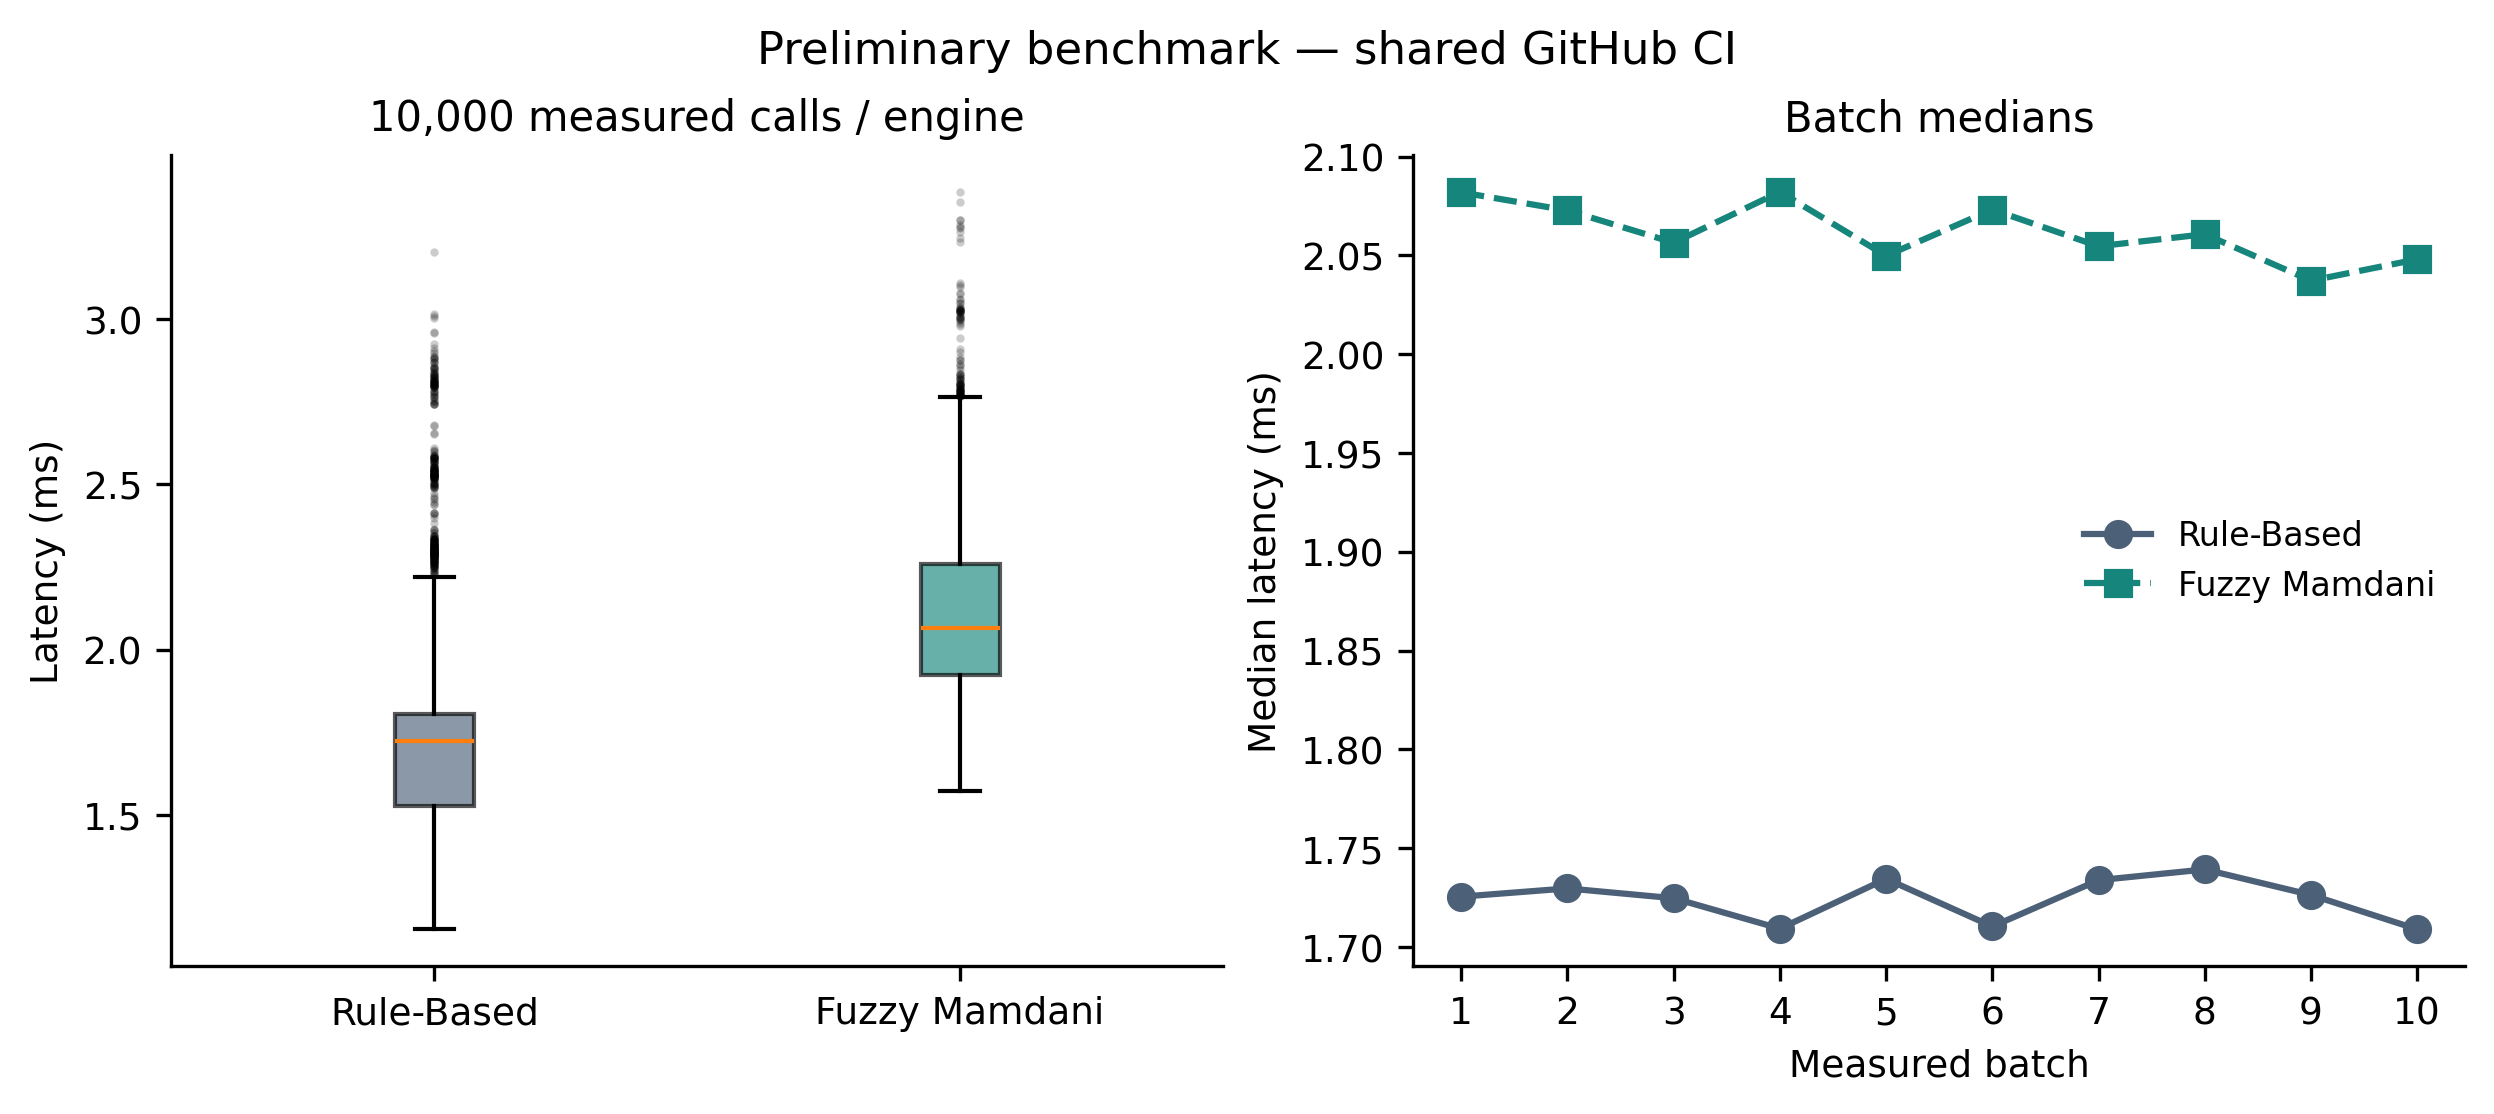 Preliminary benchmark — shared GitHub CI
10,000 measured calls / engine
Latency (ms)
3.0
2.5
2.0
1.5
Rule-Based
Fuzzy Mamdani
Batch medians
Median latency (ms)
2.10
2.05
2.00
1.95
1.90
1.85
1.80
1.75
1.70
Rule-Based
Fuzzy Mamdani
1 2 3 4 5 6 7 8 9 10
Measured batch